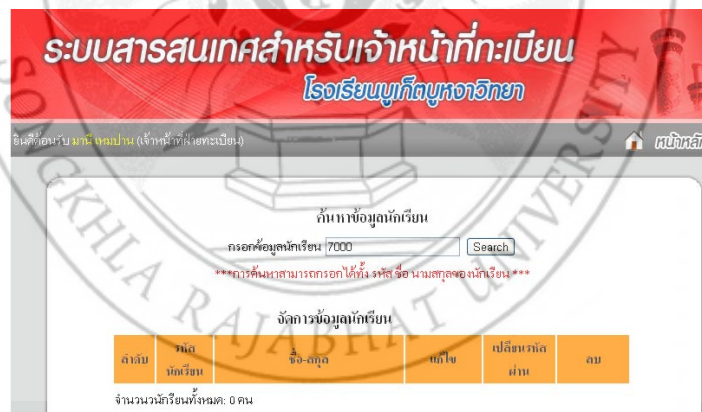 ระบบสารสนเทศสำหรับเจ้าหน้าที่ทะเบียน
โรงเรียนบูเก็ตบูหงาวิทยา
ยินดีต้อนรับ มานี เหมปาน (เจ้าหน้าที่ฝ่ายทะเบียน)
หน้าหลัก
ค้นหาข้อมูลนักเรียน
กรอกข้อมูลนักเรียน 7000 Search
***การค้นหาสามารถกรอกได้ทั้ง รหัส ชื่อ นามสกุลของนักเรียน ***
จัดการข้อมูลนักเรียน
ลำดับ รหัสนักเรียน ชื่อ-สกุล แก้ไข เปลี่ยนรหัสผ่าน ลบ
จำนวนนักรียนทั้งหมด: 0 คน
SONGKHLA RAJABHAT UNIVERSITY